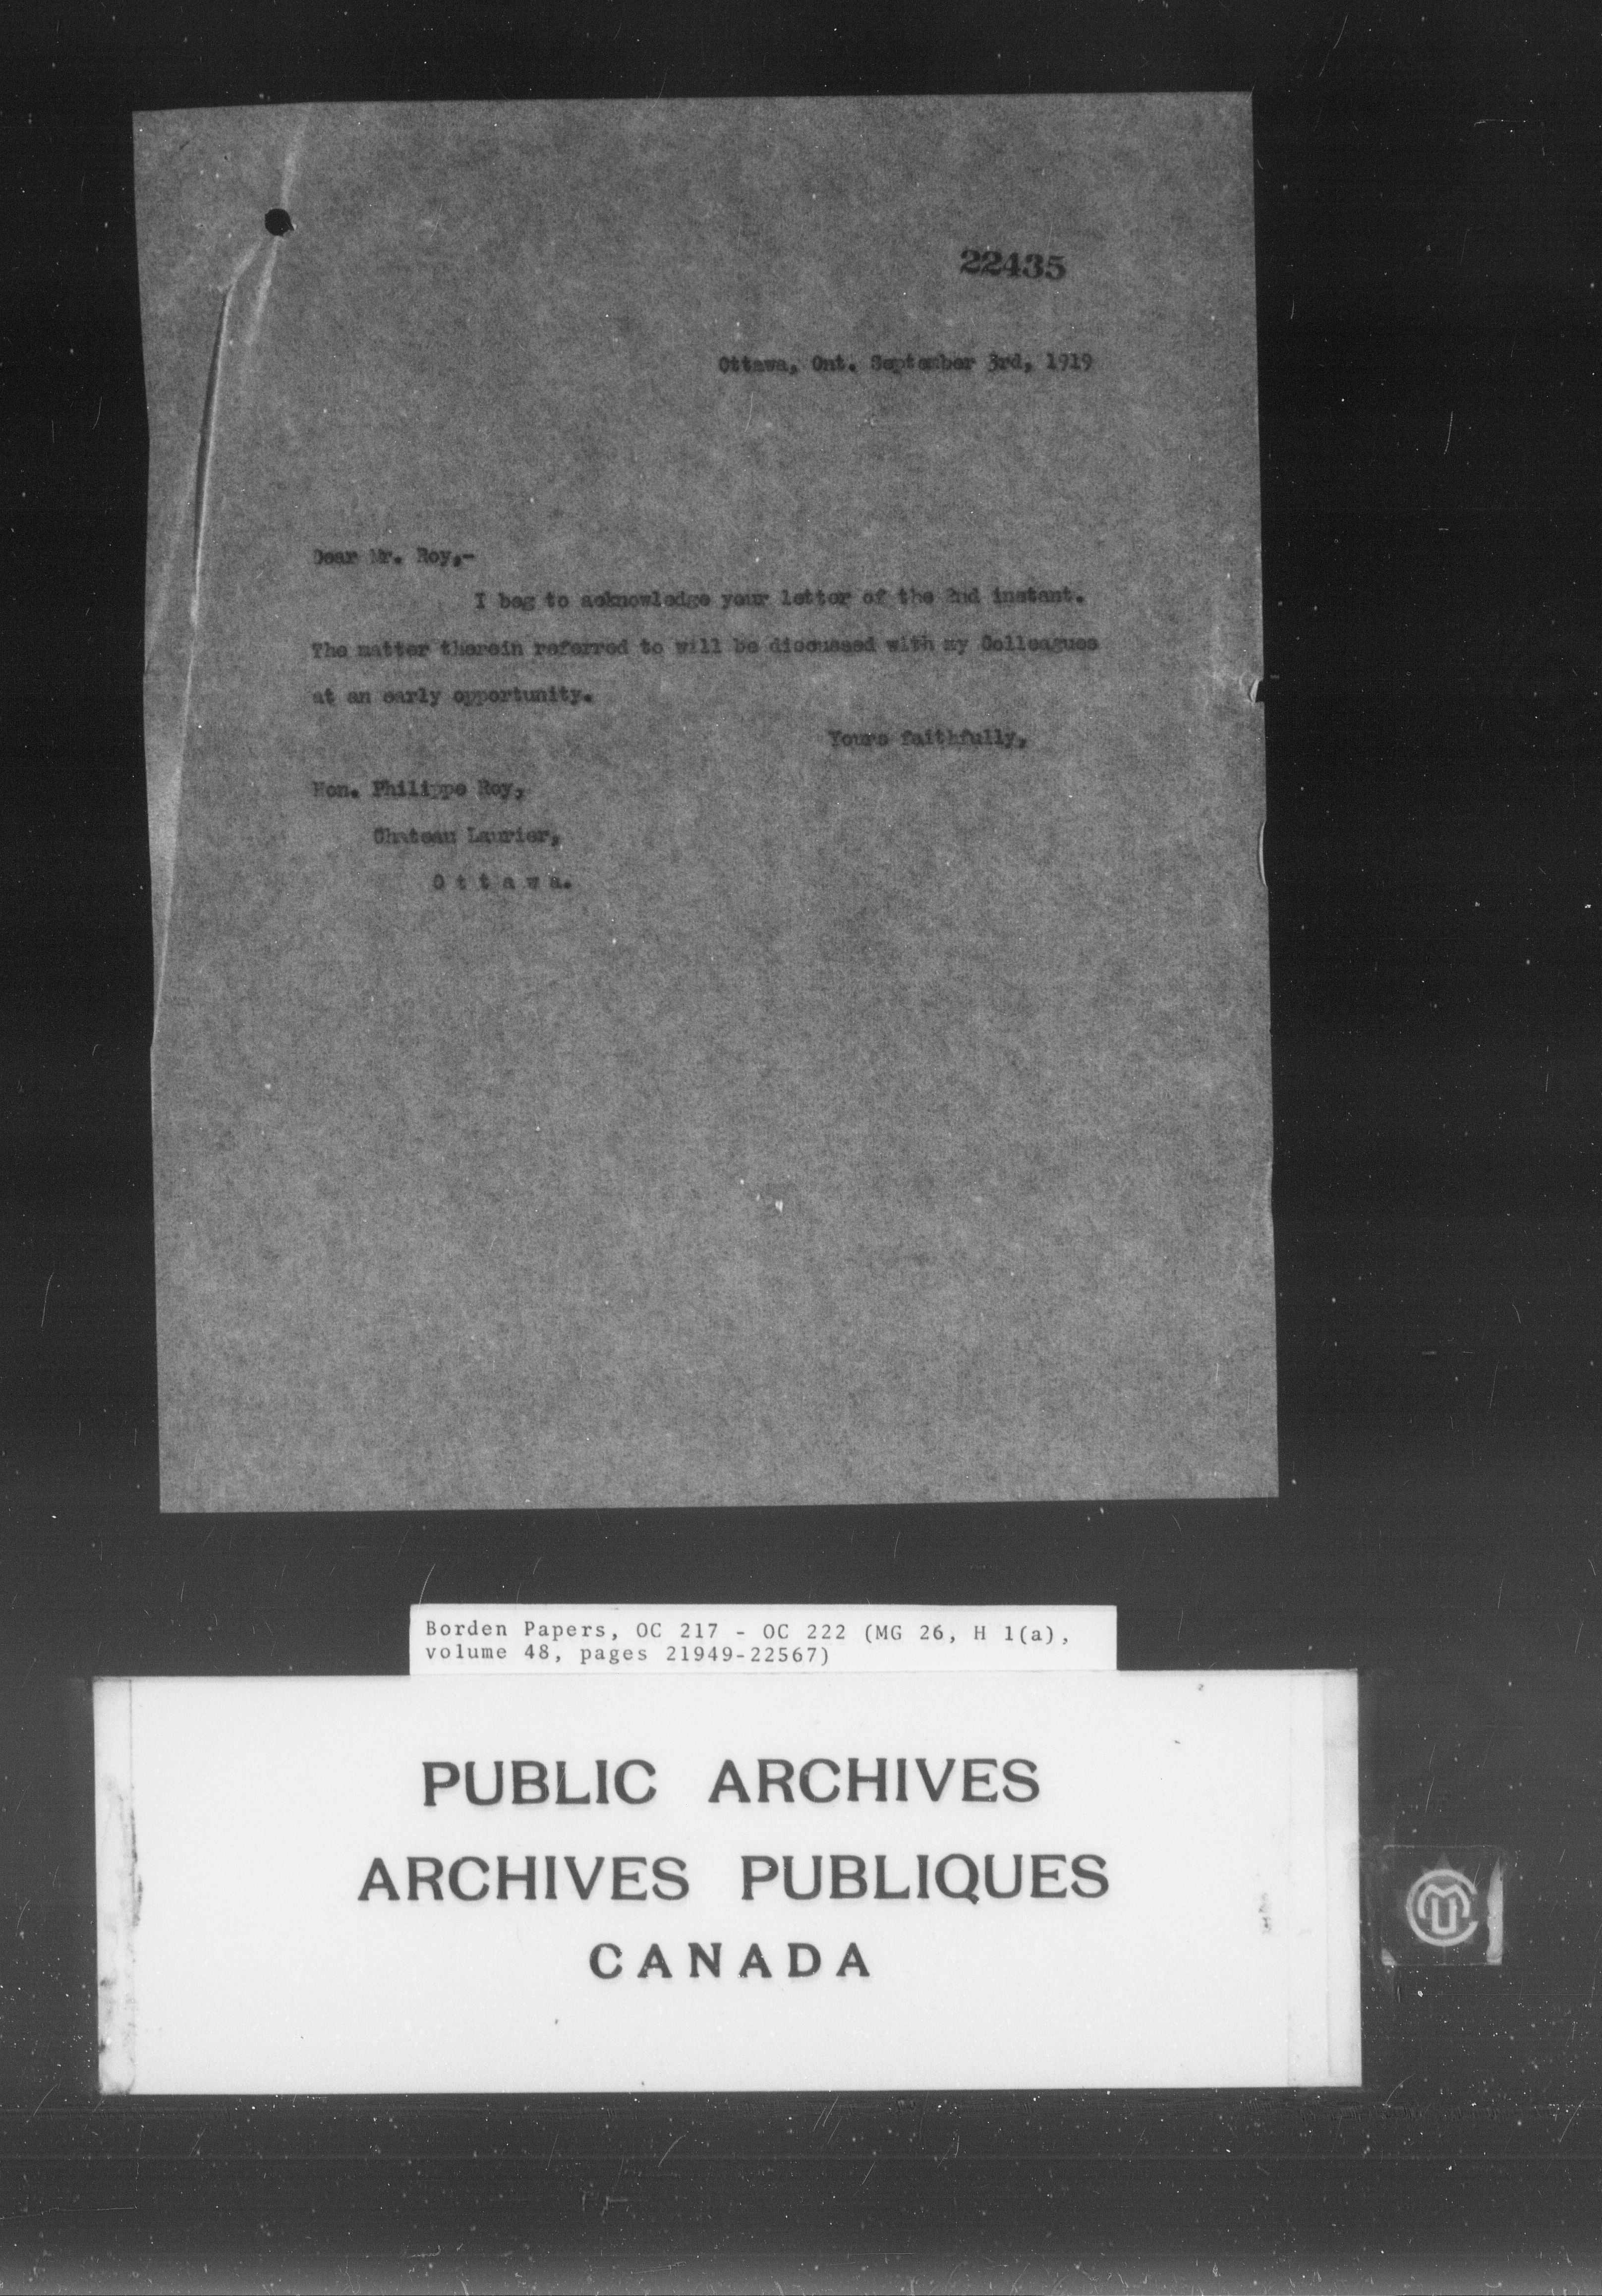 22435
Ottawa, Ont. September 3rd, 1919
Dear Mr. Roy,-
I beg to acknowledge your letter of the 2nd instant.
The matter therein referred to will be discussed with my Colleagues
at an early opportunity.
Yours faithfully,
Hon. Philippe Roy,
Chateau Laurier,
O t t a w a.
Borden Papers, OC 217 - OC 222 (MG 26, H 1(a),
volume 48, pages 21949-22567)
PUBLIC ARCHIVES
ARCHIVES PUBLIQUES
CANADA